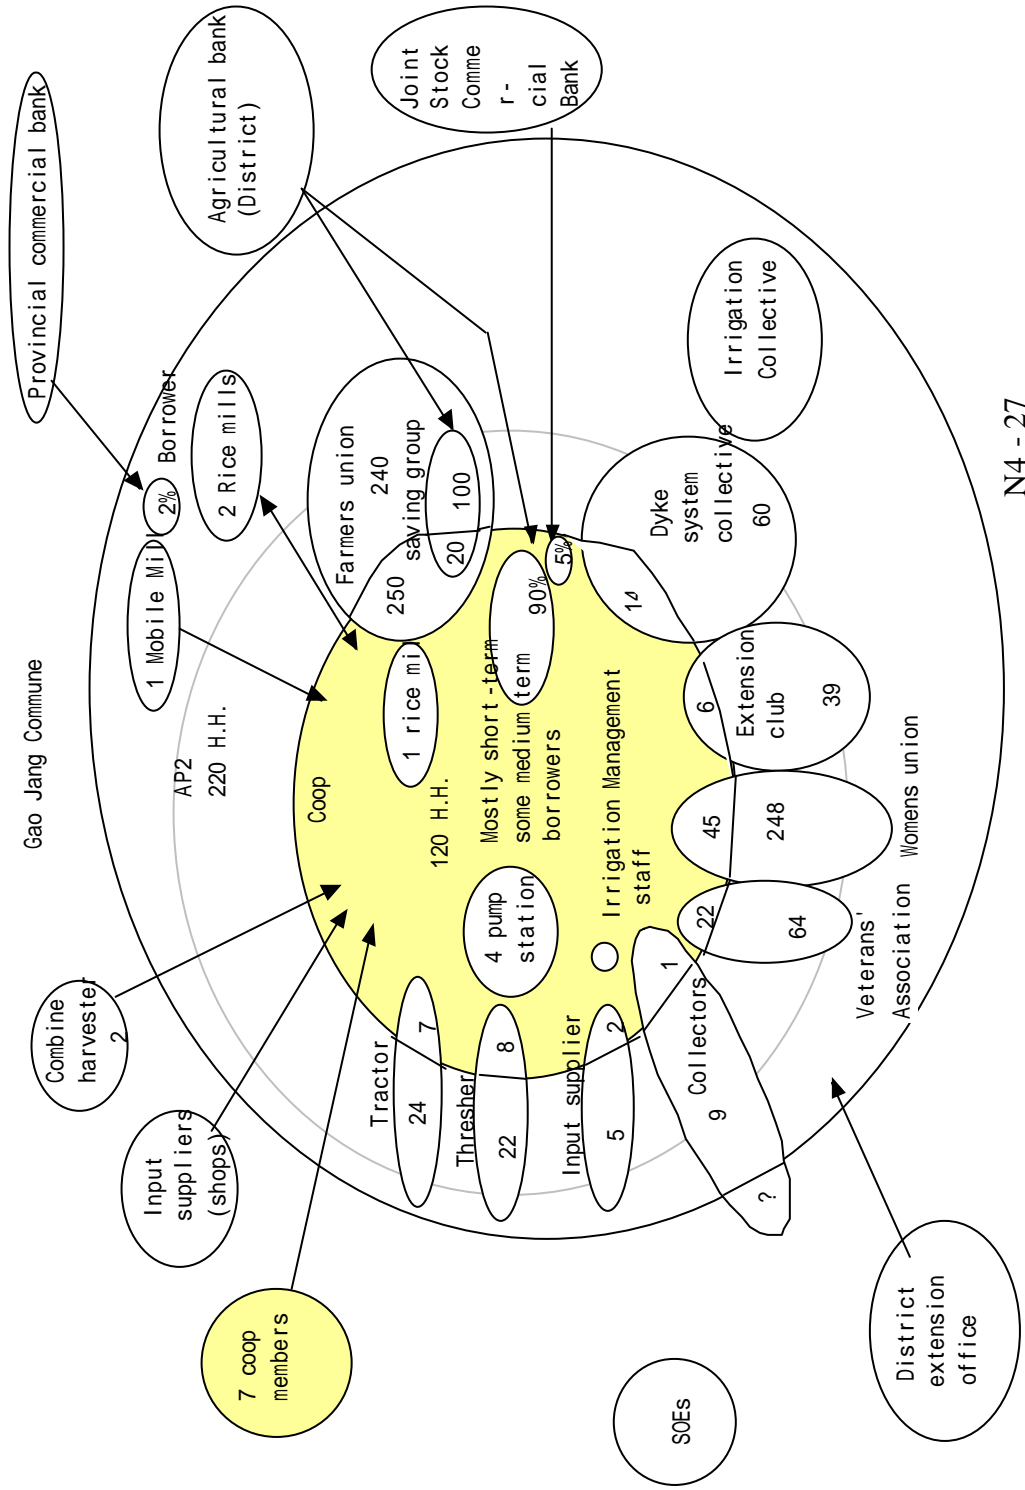 Gao Jang Commune
Provincial commercial bank
Agricultural bank
(District)
Joint
Stock
Comme
r-
cial
Bank
2%
Borrower
2 Rice mills
1 Mobile Mill
AP2
220 H.H.
Combine
harvester
2
Input
suppliers
(shops)
7 coop
members
Coop
Farmers union
240
saving group
250
20
100
1 rice mil
120 H.H.
Mostly short-term
some medium term
borrowers
90%
5%
Irrigation
Collective
Dyke
system
collective
60
14
4 pump
station
Irrigation Management
staff
Tractor
24
7
Thresher
22
8
Input supplier
5
2
Collectors
1
9
?
6
Extension
club
39
45
248
22
64
Veterans'
Association
Womens union
SOEs
District
extension
office
N4 - 27